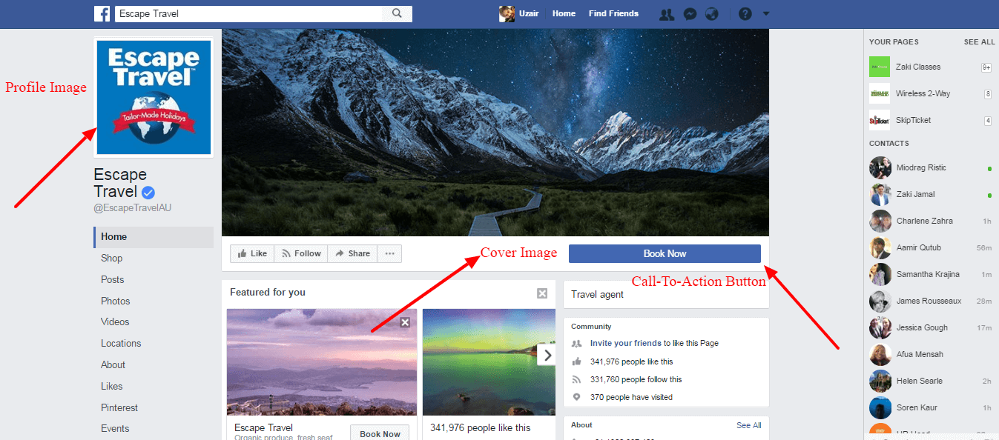 Escape Travel
Uzair
Home
Find Friends
Escape
Travel™
Tailor-Made Holidays
Profile Image
Escape
Travel
@EscapeTravelAU
Home
Shop
Posts
Photos
Videos
Locations
About
Likes
Pinterest
Events
Like
Follow
Share
Cover Image
Book Now
Call-To-Action Button
Featured for you
Escape Travel
Organic produce, fresh seaf
Book Now
341,976 people like this
Travel agent
Community
Invite your friends to like this Page
341,976 people like this
331,760 people follow this
370 people have visited
About
See All
YOUR PAGES
SEE ALL
Zaki Classes
9+
Wireless 2-Way
8
SkipTicket
SkipTicket
4
CONTACTS
Miodrag Ristic
Zaki Jamal
Charlene Zahra
1h
Aamir Qutub
56m
Samantha Krajina
1m
James Rousseaux
28m
Jessica Gough
17m
Afua Mensah
Helen Searle
2h
Soren Kaur
1h